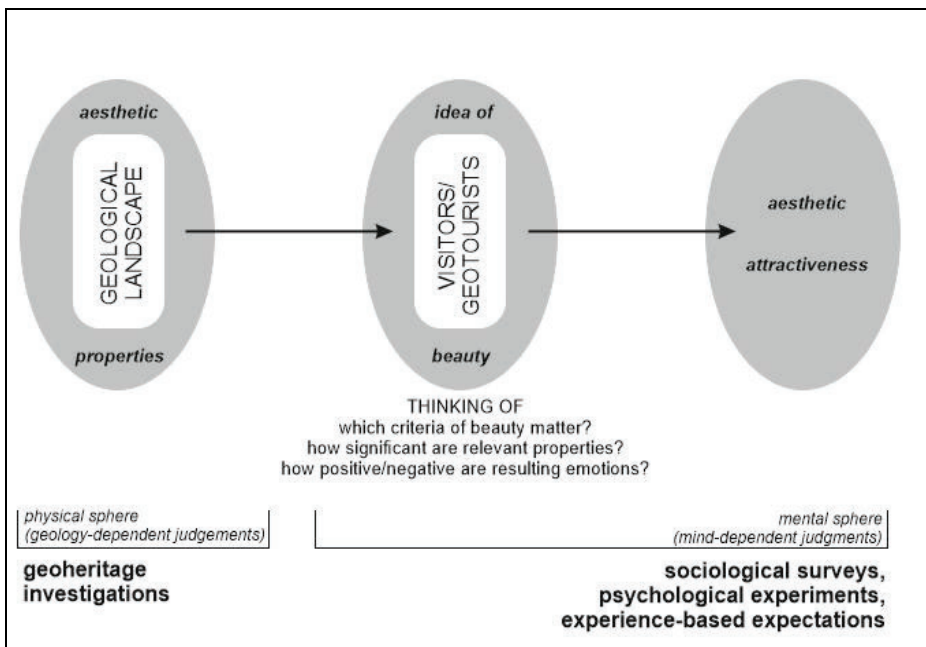 aesthetic
GEOLOGICAL
LANDSCAPE
properties
idea of
VISITORS/
GEOTOURISTS
beauty
aesthetic
attractiveness
THINKING OF
which criteria of beauty matter?
how significant are relevant properties?
how positive/negative are resulting emotions?
physical sphere
(geology-dependent judgements)
geoheritage
investigations
mental sphere
(mind-dependent judgments)
sociological surveys,
psychological experiments,
experience-based expectations